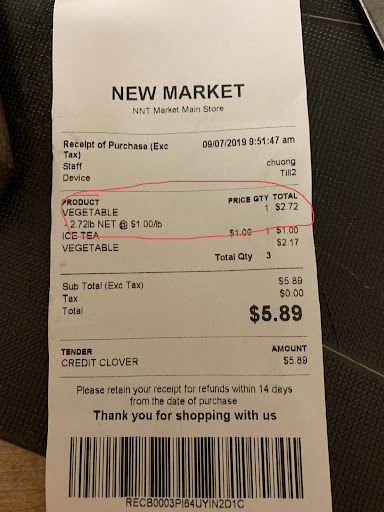 NEW MARKET
NNT Market Main Store
Receipt of Purchase (Exc Tax) 09/07/2019 9:51:47 am
Staff chuong
Device Till2
PRODUCT PRICE QTY TOTAL
VEGETABLE 1 $2.72
2.72lb NET @ $1.00/lb
ICE TEA $1.00 1 $1.00
VEGETABLE $2.17
Total Qty 3
Sub Total (Exc Tax) $5.89
Tax $0.00
Total $5.89
TENDER AMOUNT
CREDIT CLOVER $5.89
Please retain your receipt for refunds within 14 days
from the date of purchase
Thank you for shopping with us
RECB0003PI64UYIN2D1C